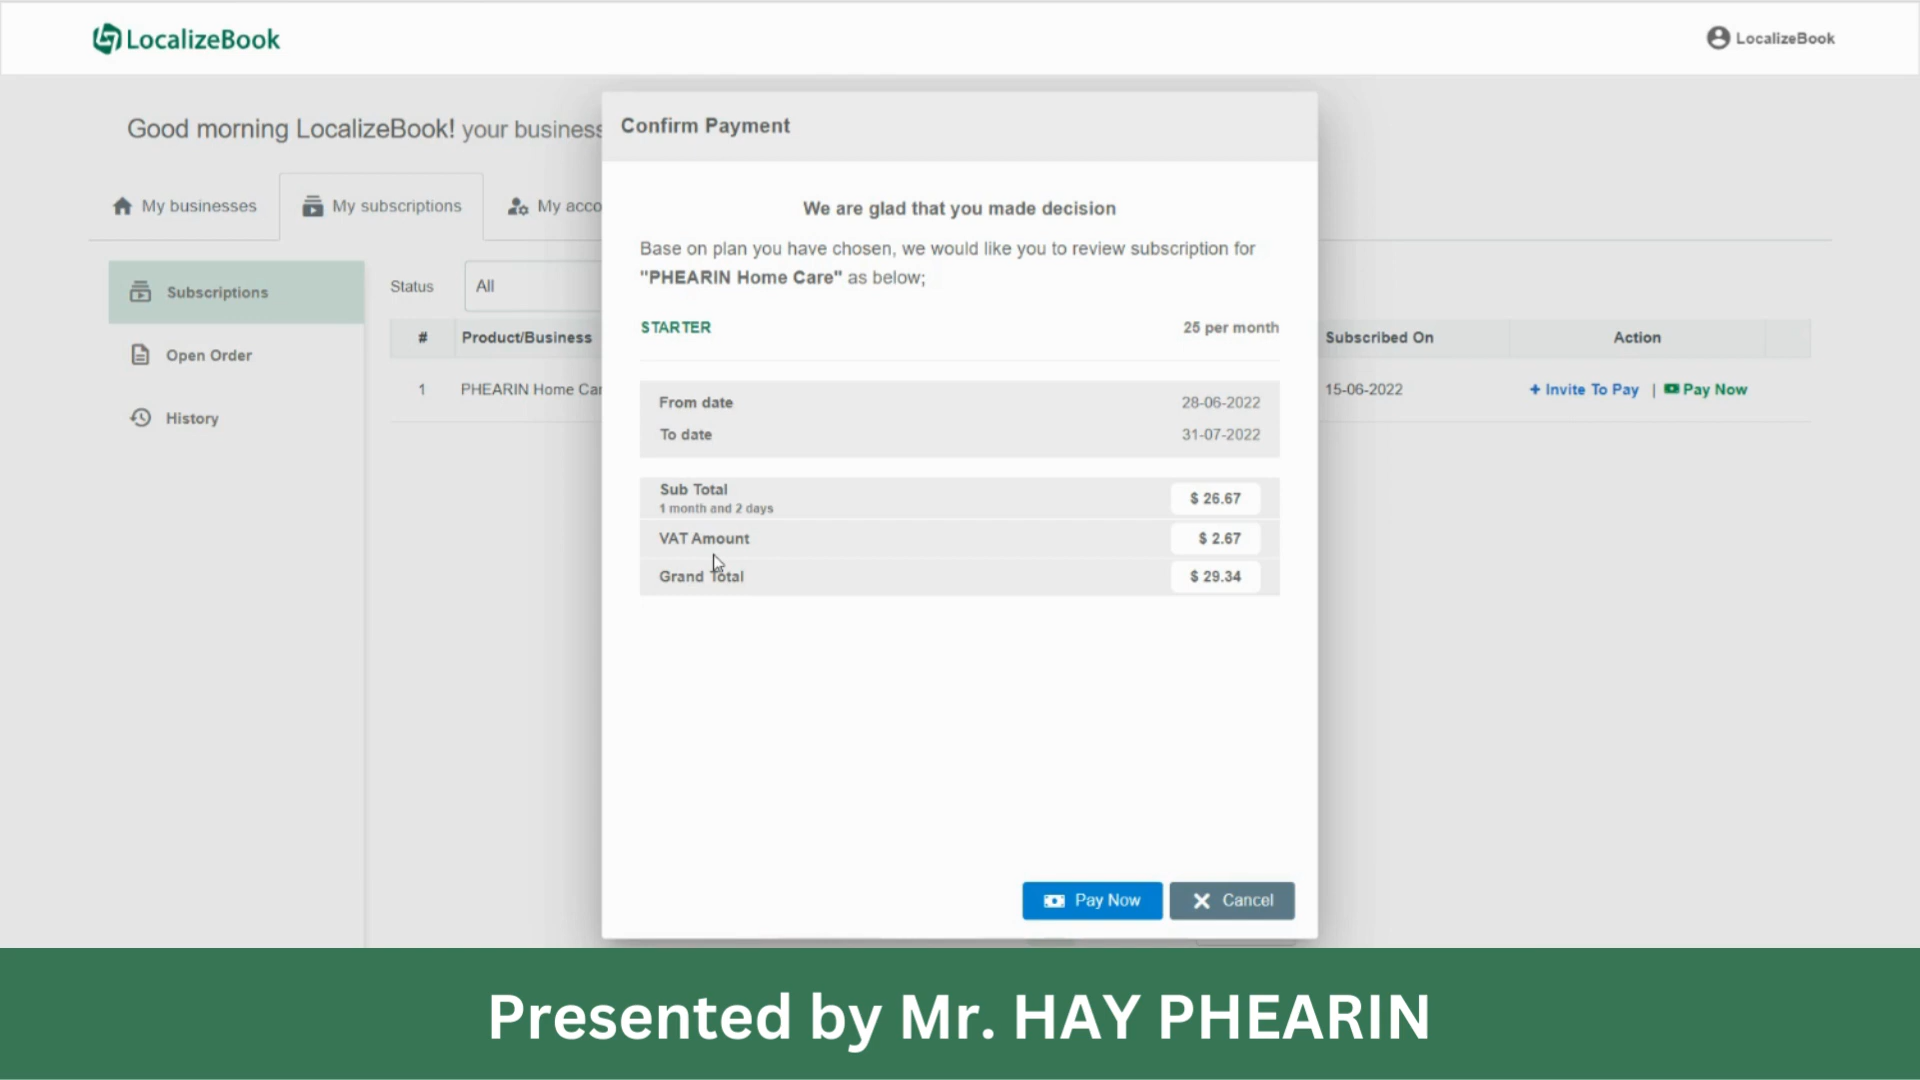 LocalizeBook
LocalizeBook
Good morning LocalizeBook! your business
My businesses
My subscriptions
My acco
Subscriptions
Open Order
History
Status
All
# Product/Business Subscribed On Action
1 PHEARIN Home Car 15-06-2022 + Invite To Pay | Pay Now
Confirm Payment
We are glad that you made decision
Base on plan you have chosen, we would like you to review subscription for
"PHEARIN Home Care" as below;
STARTER 25 per month
From date 28-06-2022
To date 31-07-2022
Sub Total $ 26.67
1 month and 2 days
VAT Amount $ 2.67
Grand Total $ 29.34
Pay Now
Cancel
Presented by Mr. HAY PHEARIN